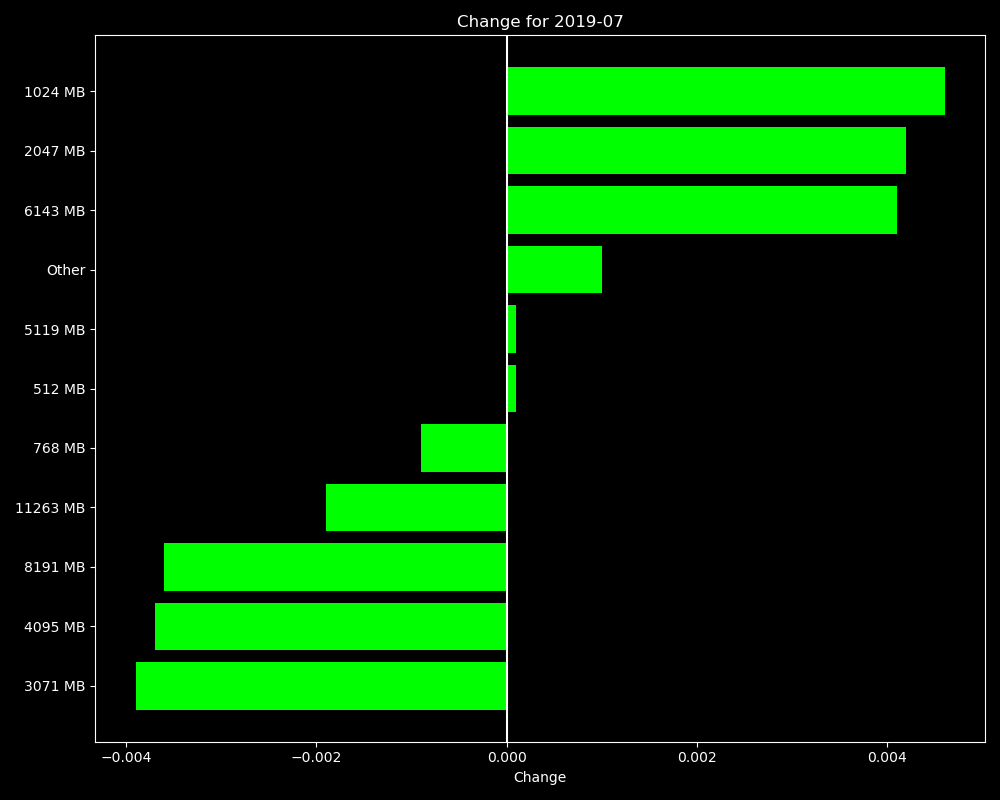 Change for 2019-07
1024 MB
2047 MB
6143 MB
Other
5119 MB
512 MB
768 MB
11263 MB
8191 MB
4095 MB
3071 MB
−0.004 −0.002 0.000 0.002 0.004
Change